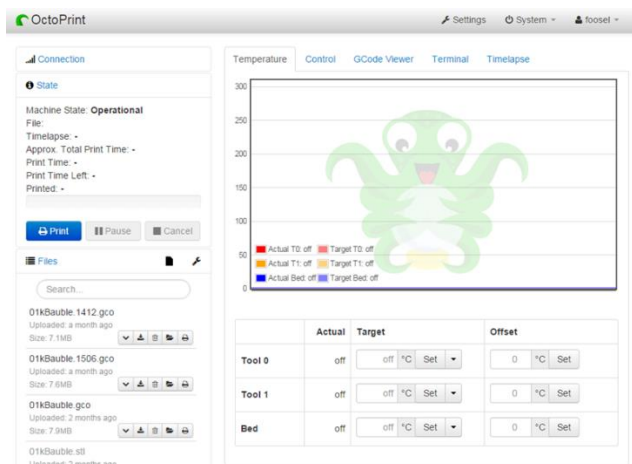 OctoPrint
Settings System foosel
Connection
State
Machine State: Operational
File:
Timelapse: -
Approx. Total Print Time: -
Print Time: -
Print Time Left: -
Printed: -
Print Pause Cancel
Files
Search...
01kBauble.1412.gco
Uploaded: a month ago
Size: 7.1MB
01kBauble.1506.gco
Uploaded: a month ago
Size: 7.6MB
01kBauble.gco
Uploaded: 2 months ago
Size: 7.9MB
01kBauble.stl
Uploaded: 2 months ago
Temperature Control GCode Viewer Terminal Timelapse
300
250
200
150
100
50
0
Actual T0: off Target T0: off
Actual T1: off Target T1: off
Actual Bed: off Target Bed: off
Actual Target Offset
Tool 0 off off °C Set 0 °C Set
Tool 1 off off °C Set 0 °C Set
Bed off off °C Set 0 °C Set